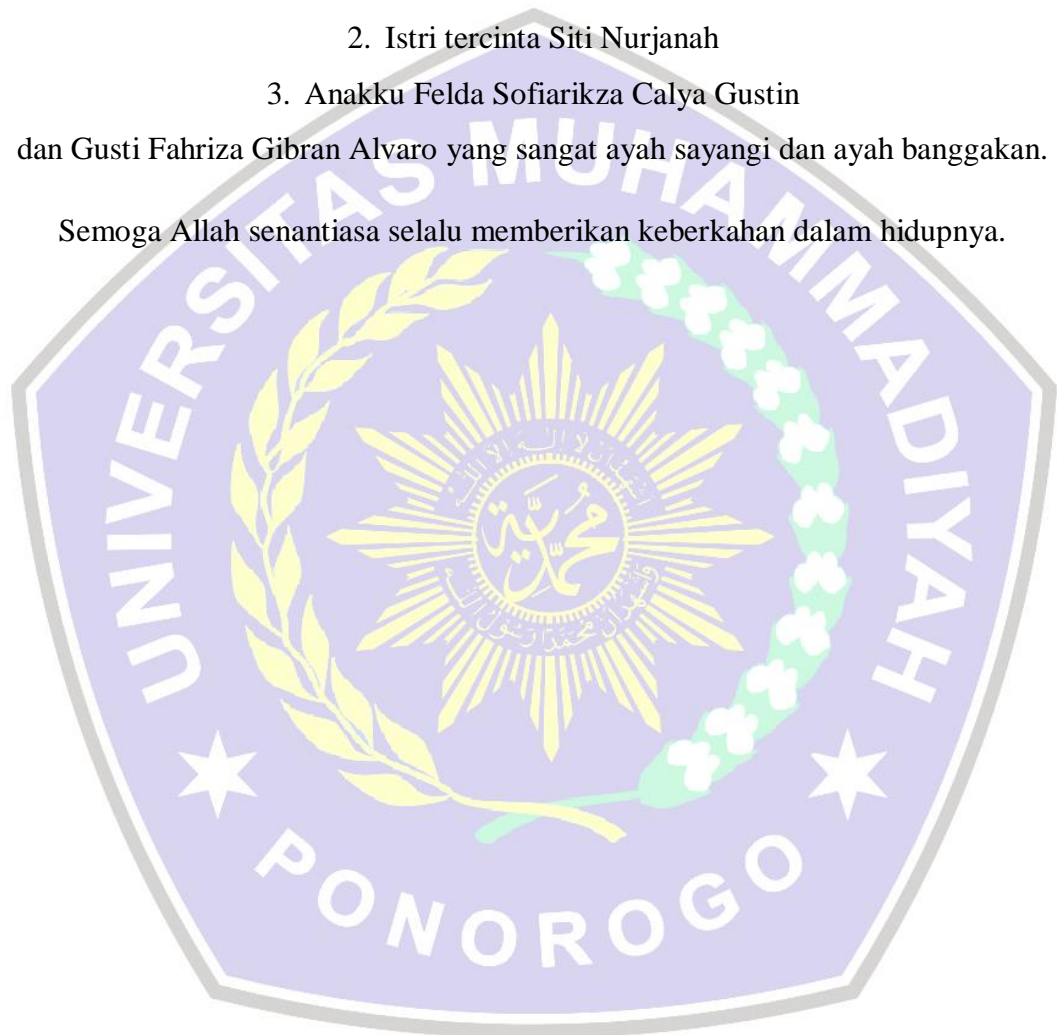 2. Istri tercinta Siti Nurjanah
3. Anakku Felda Sofiarikza Calya Gustin
dan Gusti Fahriza Gibran Alvaro yang sangat ayah sayangi dan ayah banggakan.
Semoga Allah senantiasa selalu memberikan keberkahan dalam hidupnya.
UNIVERSITAS MUHAMMADIYAH
محمدية
PONOROGO